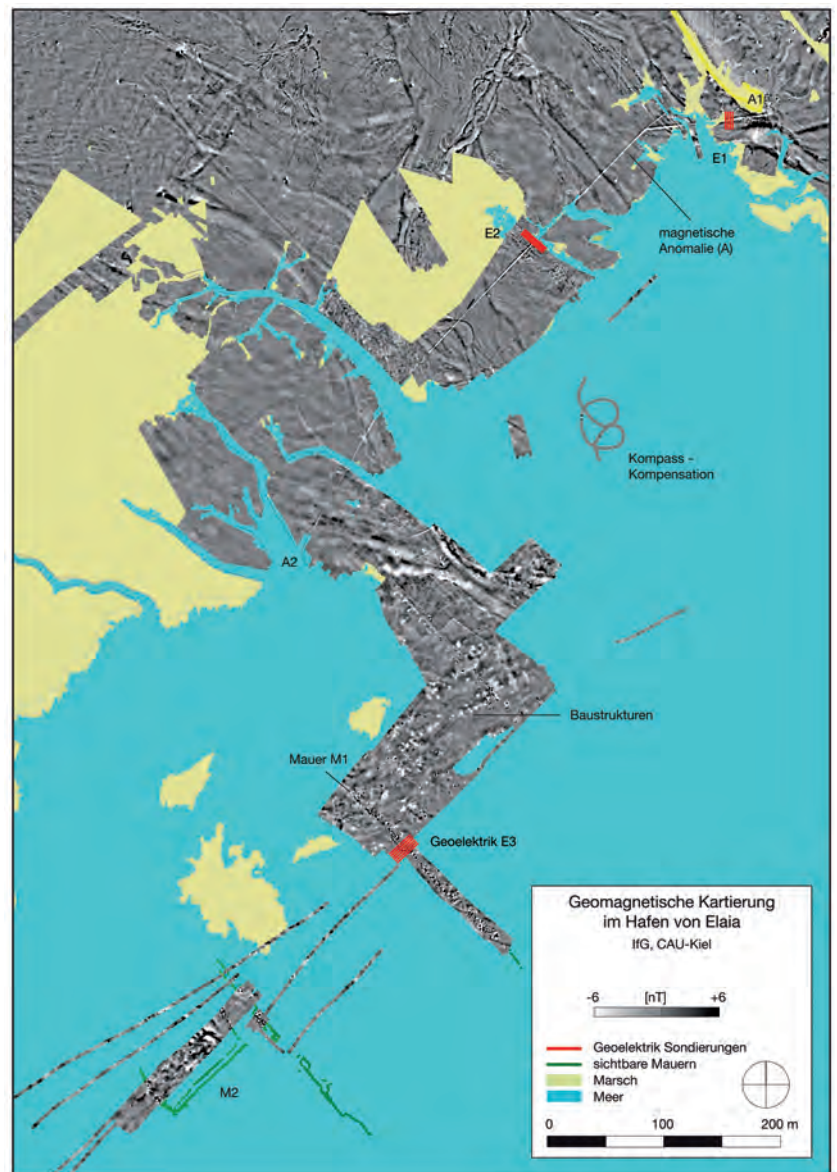 A1
E1
E2
magnetische
Anomalie (A)
Kompass -
Kompensation
A2
Baustrukturen
Mauer M1
Geoelektrik E3
M2
Geomagnetische Kartierung
im Hafen von Elaia
IfG, CAU-Kiel
-6 [nT] +6
Geoelektrik Sondierungen
sichtbare Mauern
Marsch
Meer
0 100 200 m